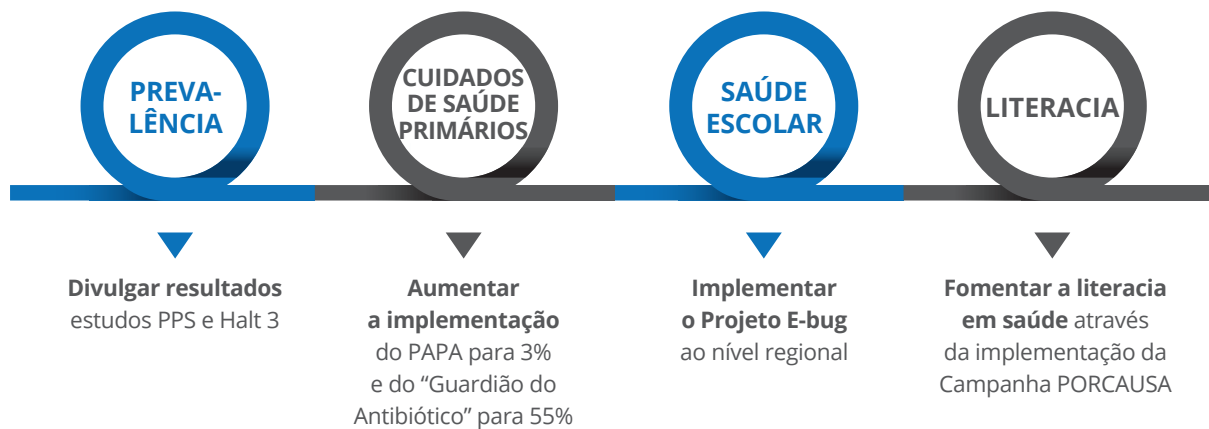 PREVA-
LÊNCIA
CUIDADOS
DE SAÚDE
PRIMÁRIOS
SAÚDE
ESCOLAR
LITERACIA
Divulgar resultados
estudos PPS e Halt 3
Aumentar
a implementação
do PAPA para 3%
e do “Guardião do
Antibiótico” para 55%
Implementar
o Projeto E-bug
ao nível regional
Fomentar a literacia
em saúde através
da implementação da
Campanha PORCAUSA